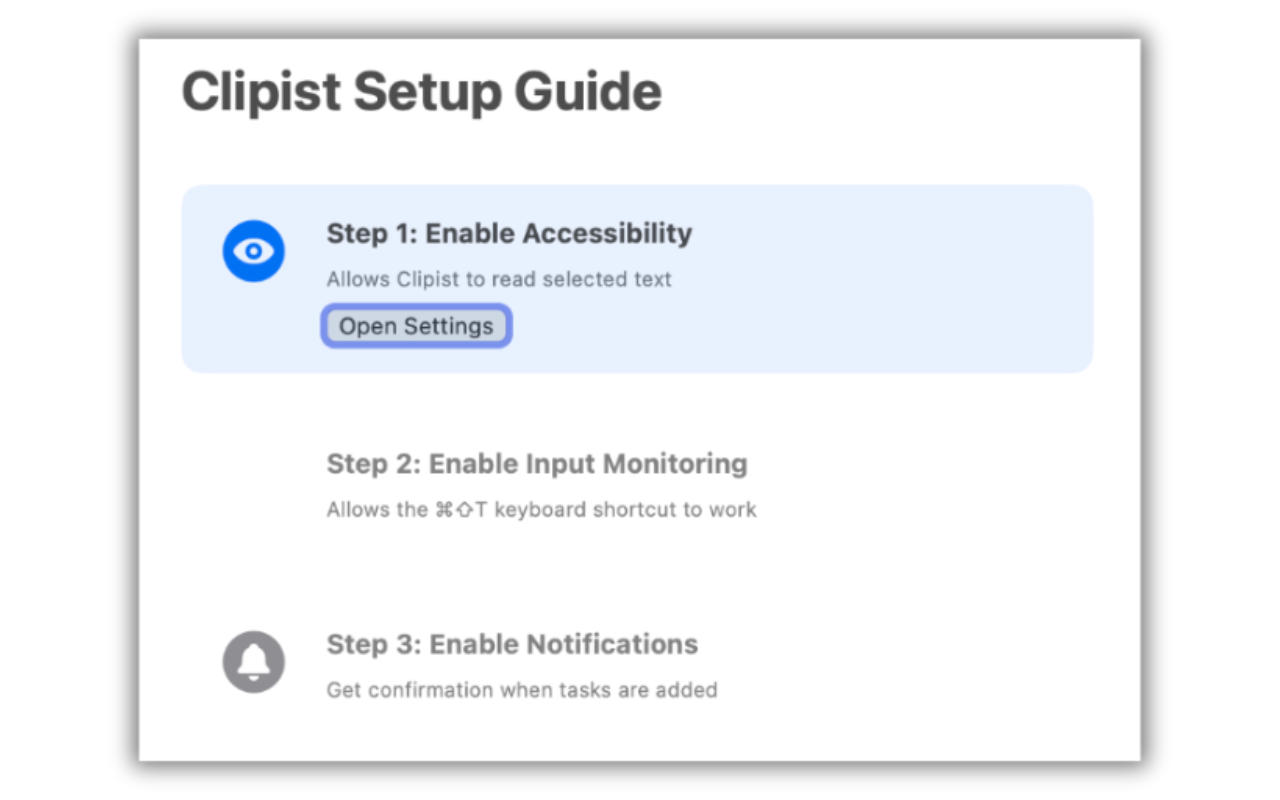 Clipist Setup Guide
Step 1: Enable Accessibility
Allows Clipist to read selected text
Open Settings
Step 2: Enable Input Monitoring
Allows the ⌘⇧T keyboard shortcut to work
Step 3: Enable Notifications
Get confirmation when tasks are added